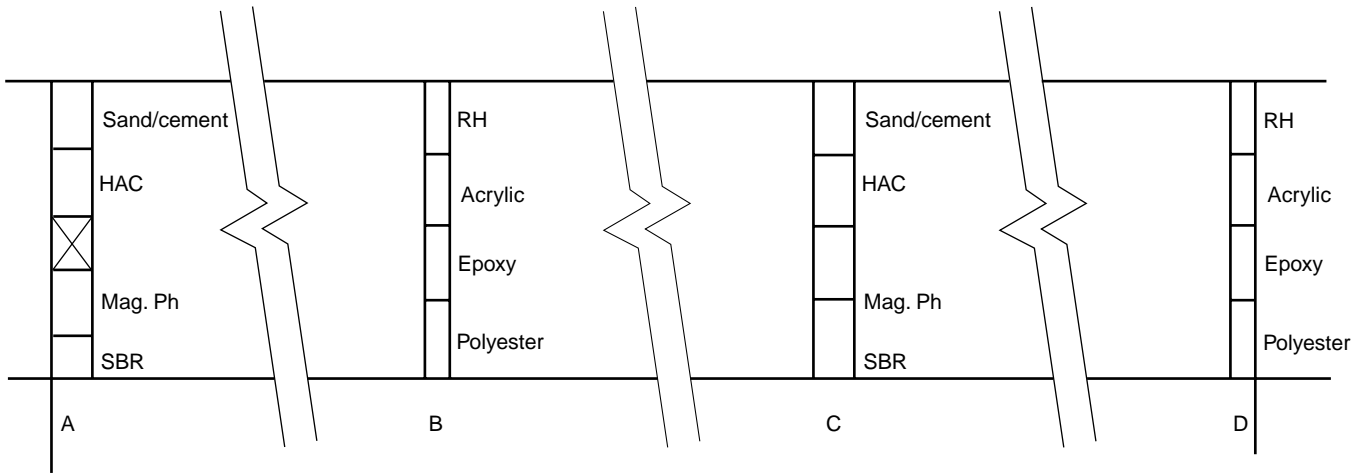 Sand/cement
HAC
Mag. Ph
SBR
A
RH
Acrylic
Epoxy
Polyester
B
Sand/cement
HAC
Mag. Ph
SBR
C
RH
Acrylic
Epoxy
Polyester
D